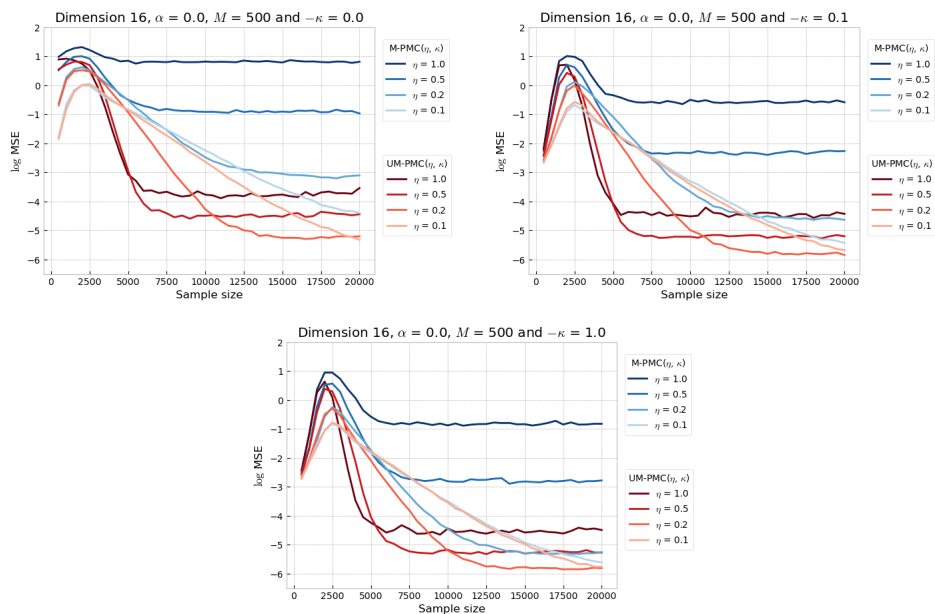 Dimension 16, α = 0.0, M = 500 and −κ = 0.0
log MSE
2
1
0
−1
−2
−3
−4
−5
−6
0
2500
5000
7500
10000
12500
15000
17500
20000
Sample size
M-PMC(η, κ)
η = 1.0
η = 0.5
η = 0.2
η = 0.1
UM-PMC(η, κ)
η = 1.0
η = 0.5
η = 0.2
η = 0.1
Dimension 16, α = 0.0, M = 500 and −κ = 0.1
log MSE
2
1
0
−1
−2
−3
−4
−5
−6
0
2500
5000
7500
10000
12500
15000
17500
20000
Sample size
M-PMC(η, κ)
η = 1.0
η = 0.5
η = 0.2
η = 0.1
UM-PMC(η, κ)
η = 1.0
η = 0.5
η = 0.2
η = 0.1
Dimension 16, α = 0.0, M = 500 and −κ = 1.0
log MSE
2
1
0
−1
−2
−3
−4
−5
−6
0
2500
5000
7500
10000
12500
15000
17500
20000
Sample size
M-PMC(η, κ)
η = 1.0
η = 0.5
η = 0.2
η = 0.1
UM-PMC(η, κ)
η = 1.0
η = 0.5
η = 0.2
η = 0.1